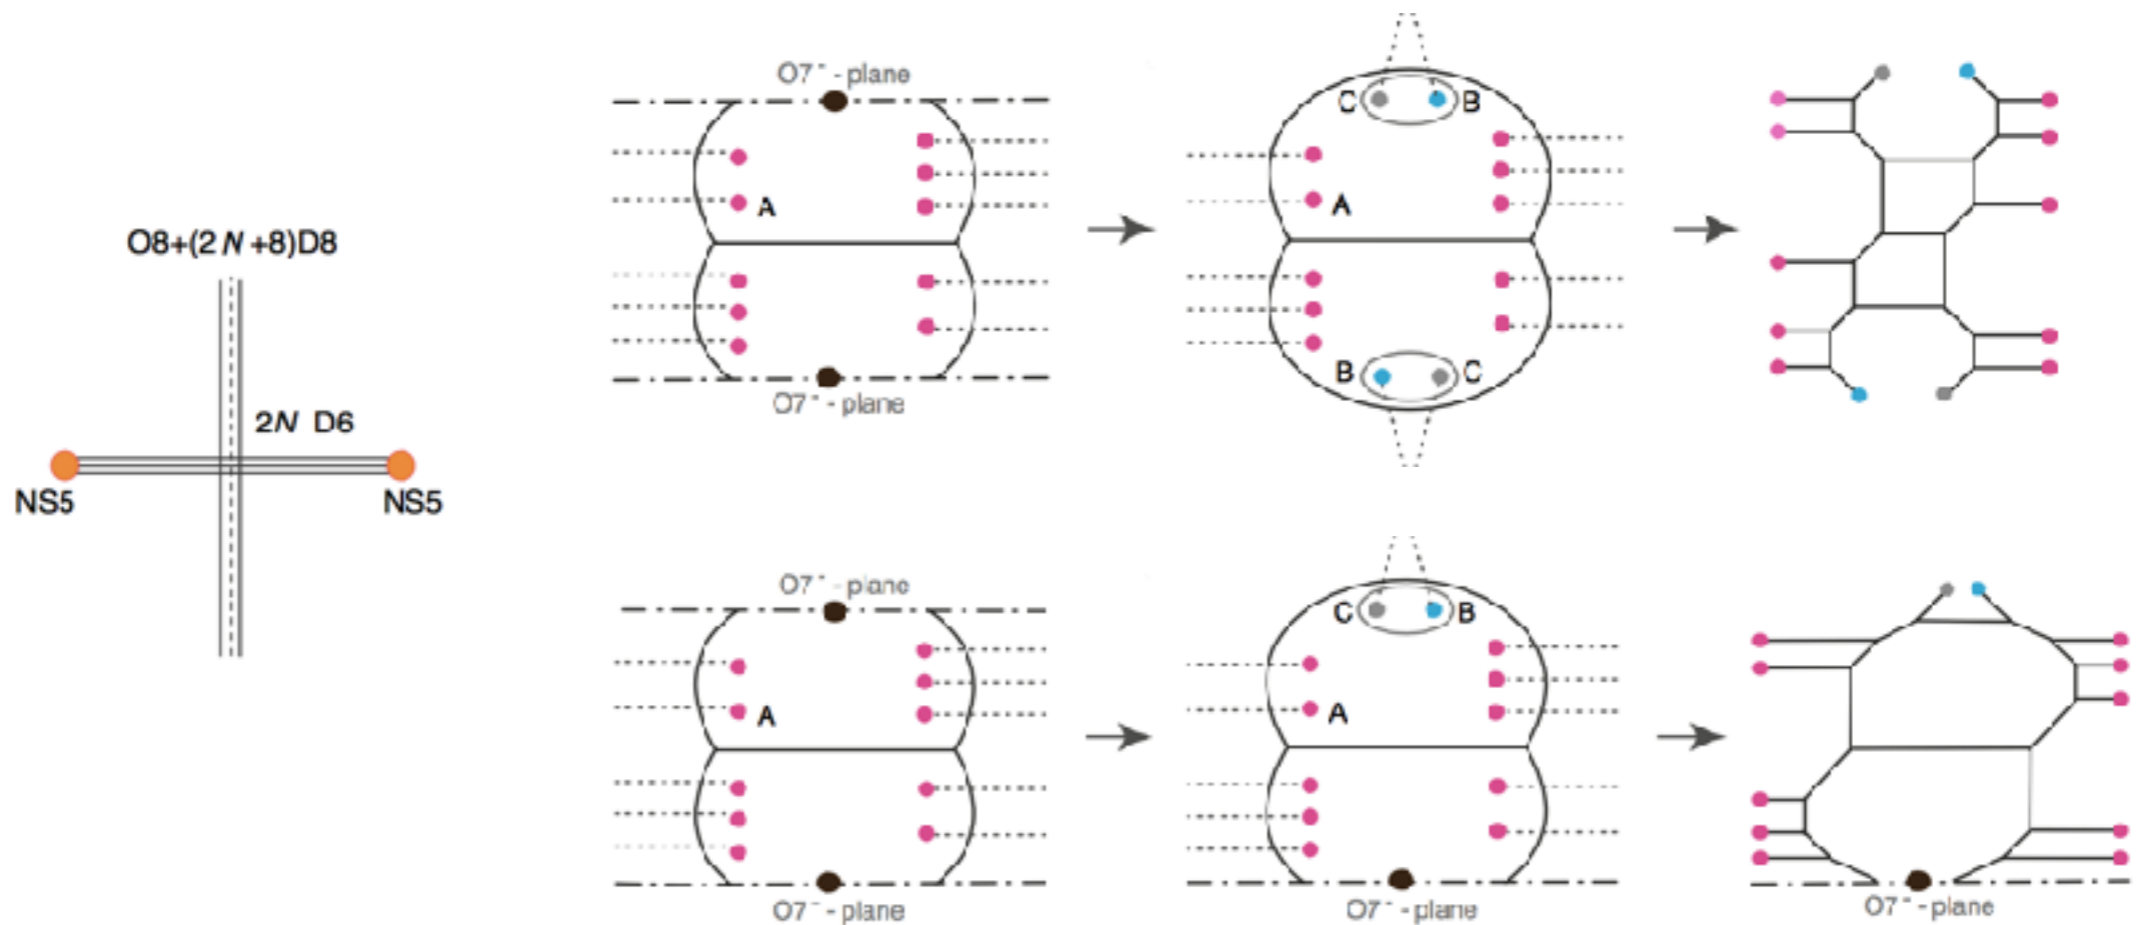 O8+(2N+8)D8
2N D6
NS5
NS5
O7⁻-plane
A
O7⁻-plane
C
B
A
B
C
O7⁻-plane
A
O7⁻-plane
C
B
A
O7⁻-plane
O7⁻-plane